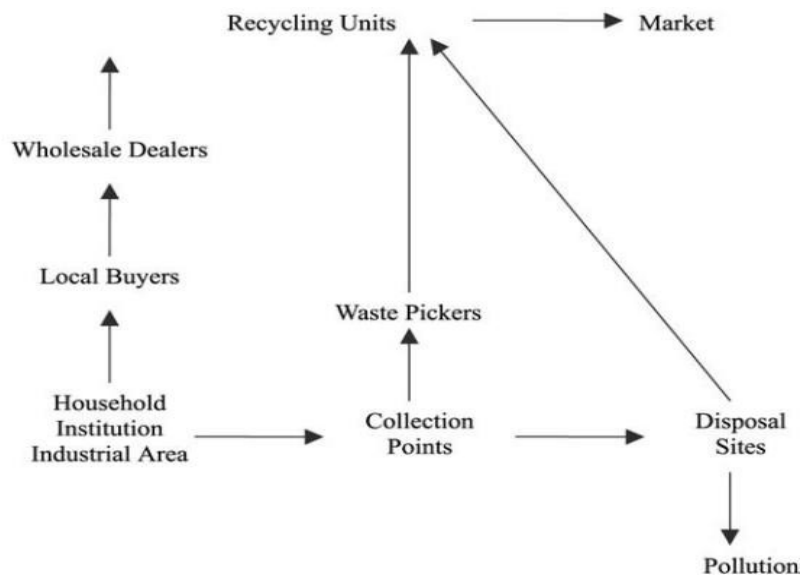 Recycling Units
Market
Wholesale Dealers
Local Buyers
Waste Pickers
Household
Institution
Industrial Area
Collection
Points
Disposal
Sites
Pollution